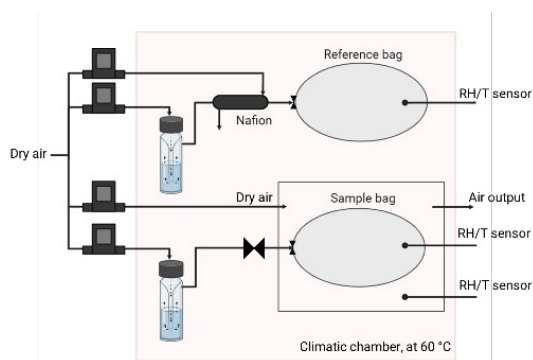 Reference bag
RH/T sensor
Nafion
Dry air
Dry air
Sample bag
Air output
RH/T sensor
RH/T sensor
Climatic chamber, at 60 °C